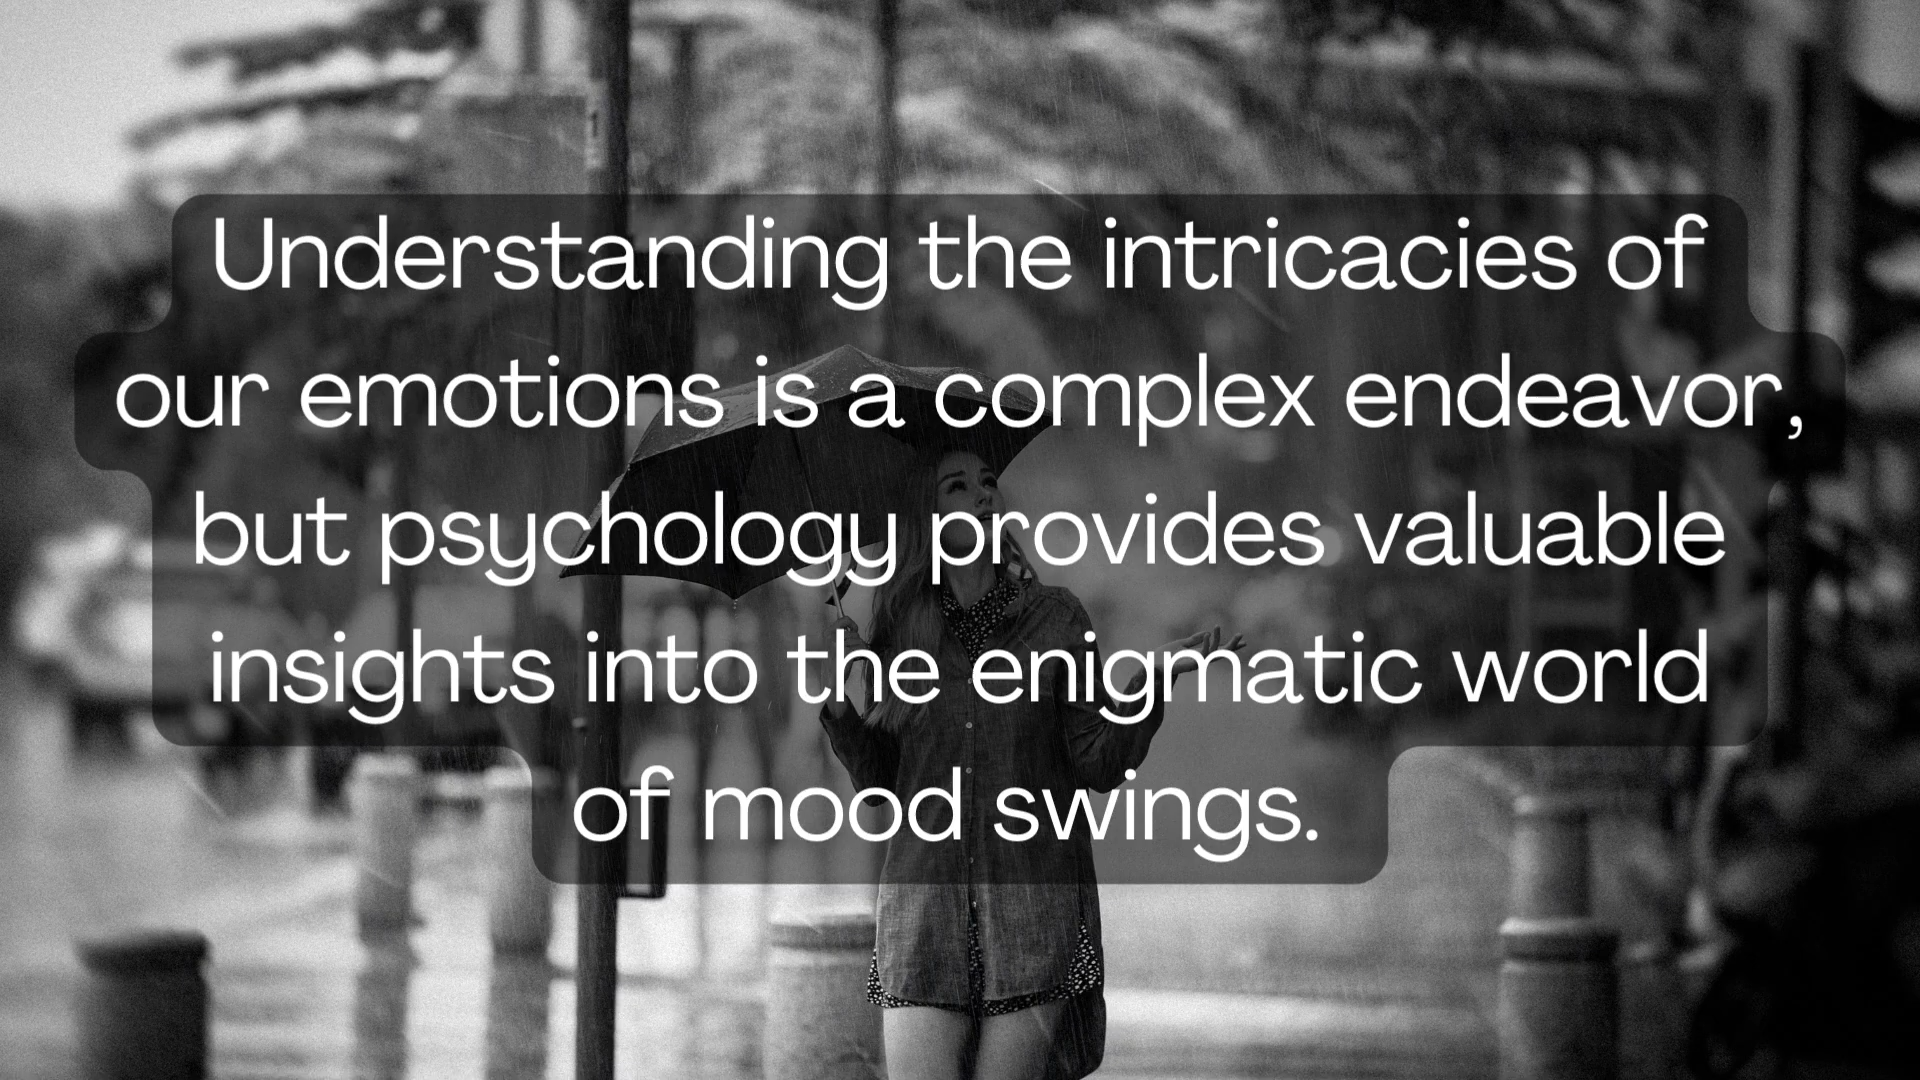 Understanding the intricacies of
our emotions is a complex endeavor,
but psychology provides valuable
insights into the enigmatic world
of mood swings.